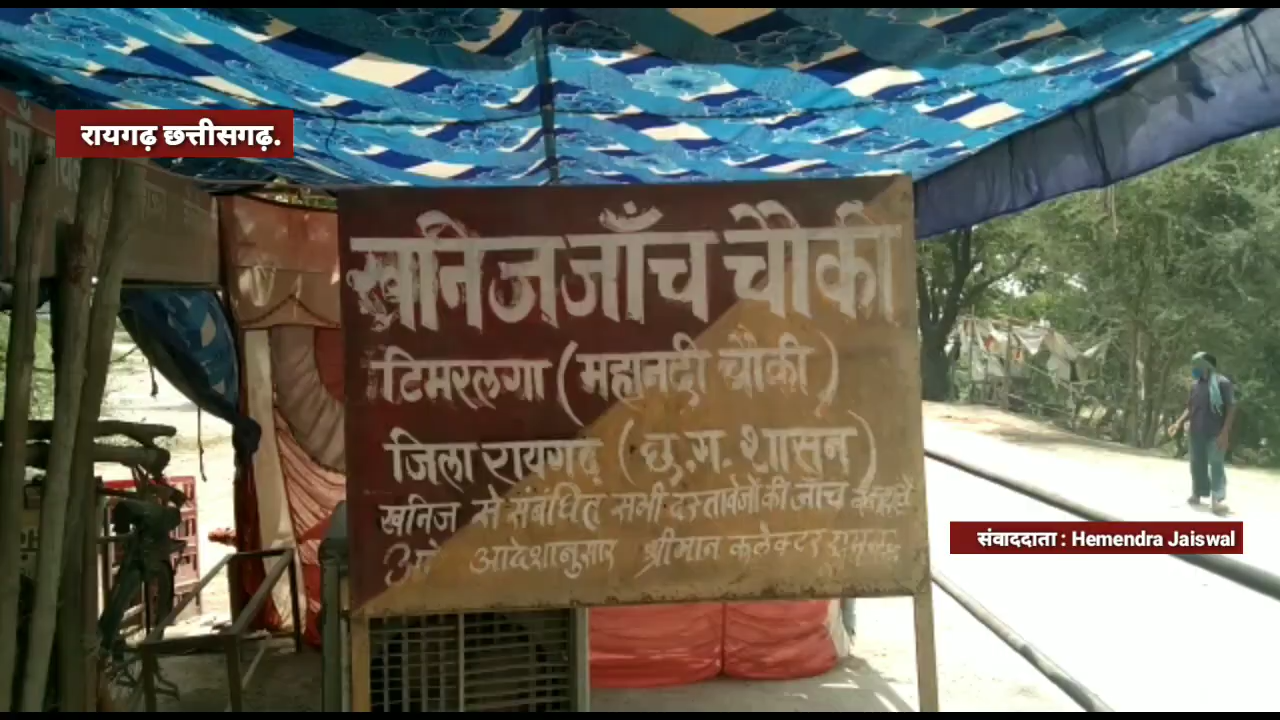 रायगढ़ छत्तीसगढ़.
खनिज जाँच चौकी
टिमरलगा (महानदी चौकी)
जिला रायगढ़ (छ.ग. शासन)
खनिज से संबंधित सभी दस्तावेजों की जांच
आदेशानुसार श्रीमान कलेक्टर
संवाददाता : Hemendra Jaiswal